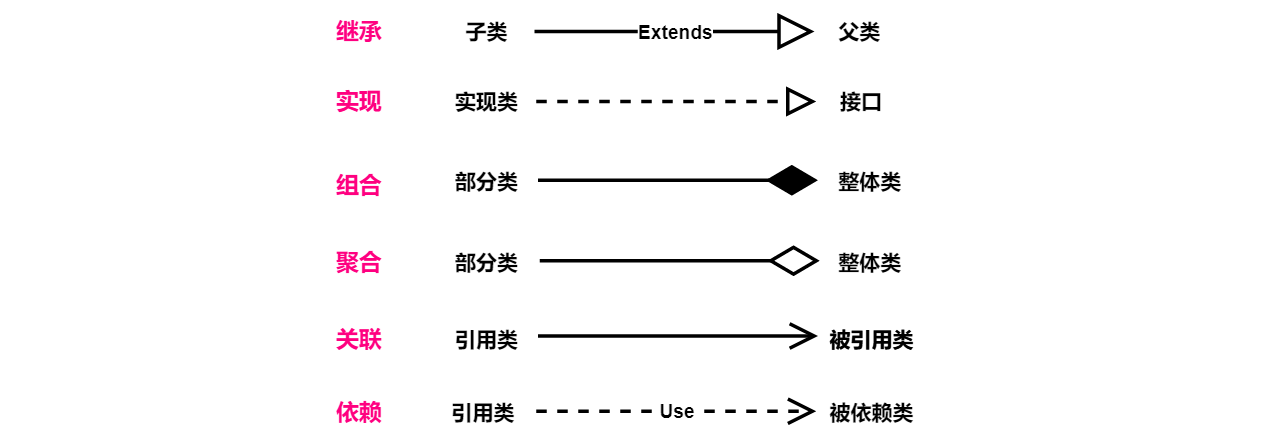 继承 子类 Extends 父类
实现 实现类 接口
组合 部分类 整体类
聚合 部分类 整体类
关联 引用类 被引用类
依赖 引用类 Use 被依赖类